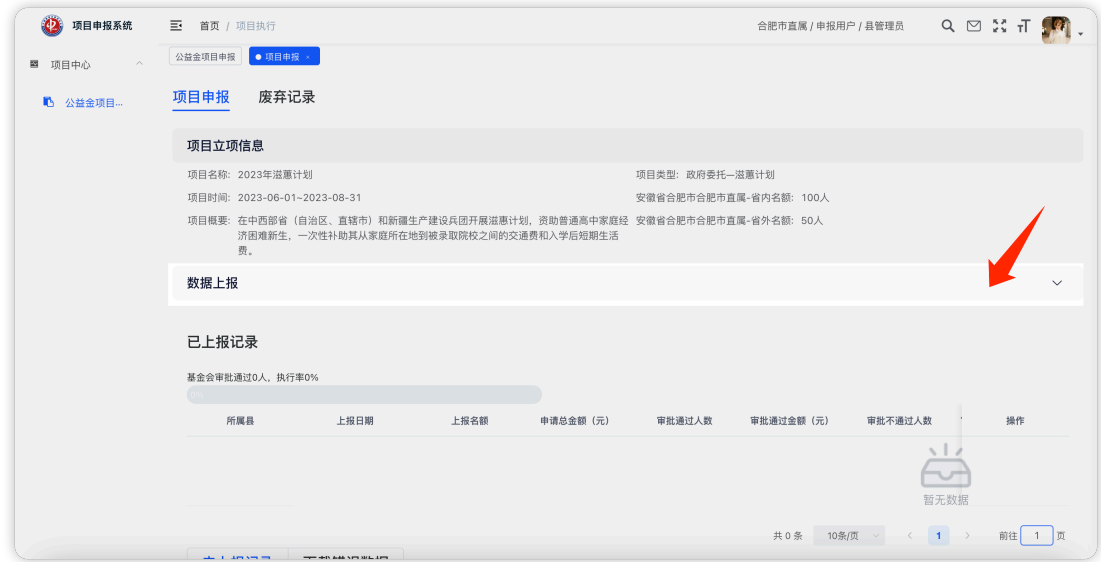 项目申报系统
首页 / 项目执行
合肥市直属 / 申报用户 / 县管理员
项目中心
公益金项目...
公益金项目申报
项目申报 ×
项目申报
废弃记录
项目立项信息
项目名称: 2023年滋蕙计划
项目类型: 政府委托—滋蕙计划
项目时间: 2023-06-01~2023-08-31
安徽省合肥市合肥市直属-省内名额: 100人
项目概要: 在中西部省（自治区、直辖市）和新疆生产建设兵团开展滋惠计划，资助普通高中家庭经
济困难新生，一次性补助其从家庭所在地到被录取院校之间的交通费和入学后短期生活
费。
安徽省合肥市合肥市直属-省外名额: 50人
数据上报
已上报记录
基金会审批通过0人，执行率0%
0%
所属县 上报日期 上报名额 申请总金额（元） 审批通过人数 审批通过金额（元） 审批不通过人数 操作
暂无数据
共 0 条 10条/页 1 前往 1 页
未上报记录 下载错误数据